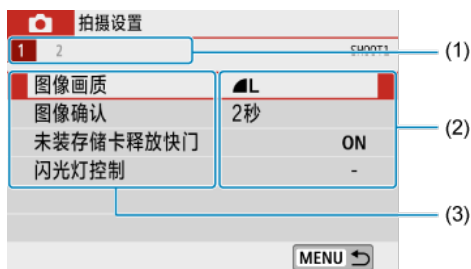 拍摄设置
1 2 SHOOT1 (1)
图像画质 L
图像确认 2秒 (2)
未装存储卡释放快门 ON
闪光灯控制 -
(3)
MENU